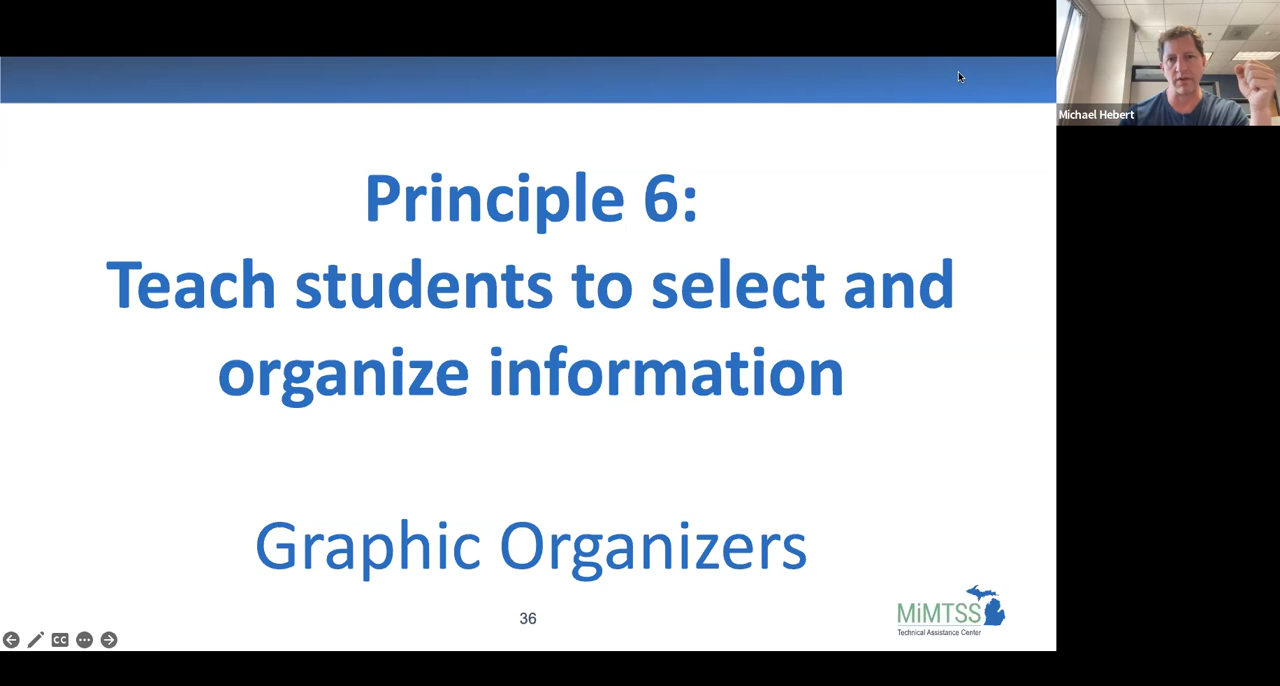 Michael Hebert
Principle 6:
Teach students to select and
organize information
Graphic Organizers
36
MiMTSS
Technical Assistance Center
CC